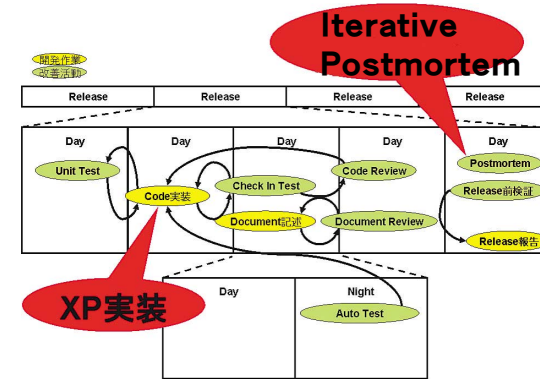 Iterative
Postmortem
開発作業
改善活動
Release
Release
Release
Release
Day
Day
Day
Day
Day
Unit Test
Code実装
Check In Test
Code Review
Document記述
Document Review
Postmortem
Release前検証
Release報告
XP実装
Day
Night
Auto Test